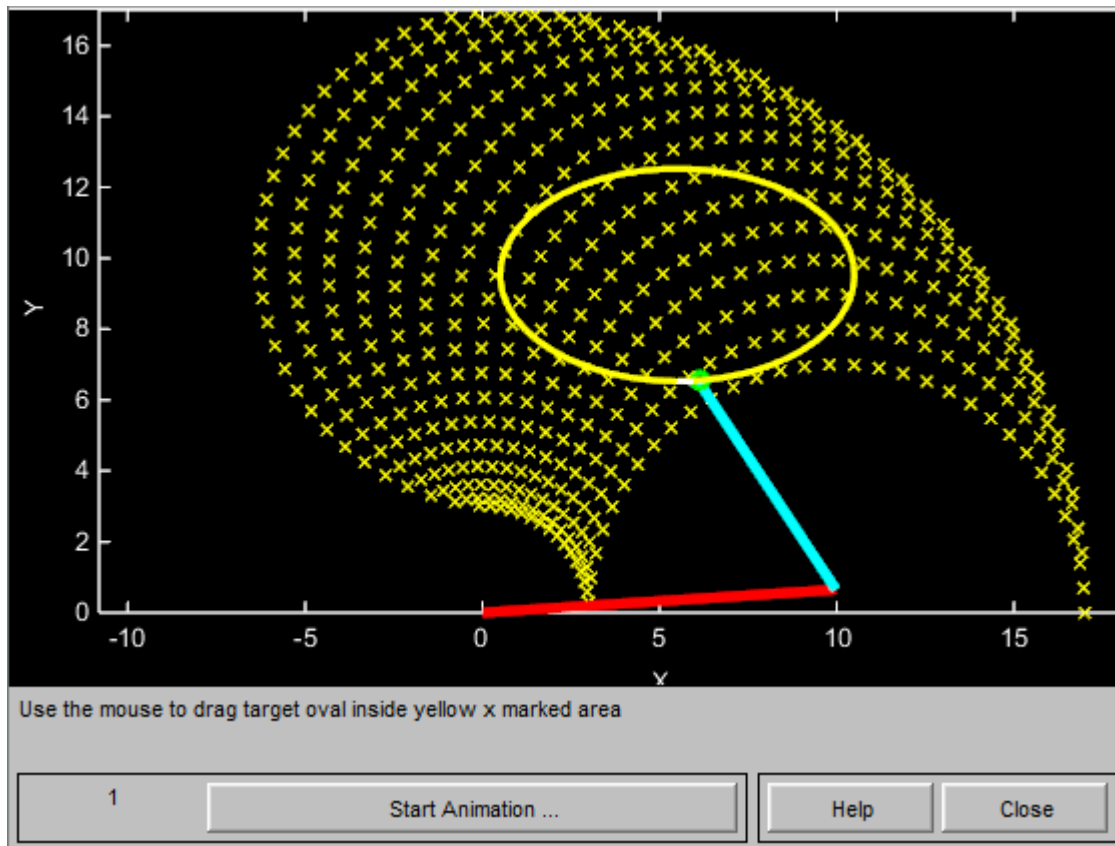 16
14
12
10
8
6
4
2
0
Y
-10 -5 0 5 10 15
X
Use the mouse to drag target oval inside yellow x marked area
1 Start Animation ... Help Close